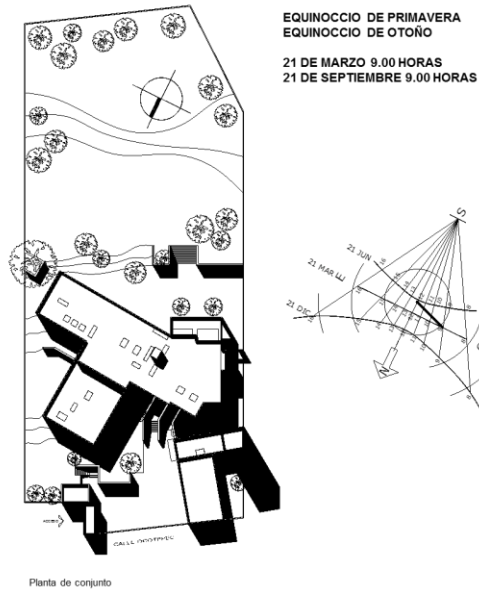 EQUINOCCIO DE PRIMAVERA
EQUINOCCIO DE OTOÑO
21 DE MARZO 9.00 HORAS
21 DE SEPTIEMBRE 9.00 HORAS
S
21 JUN
21 MAR
E
21 DIC
N
CALLE
Planta de conjunto